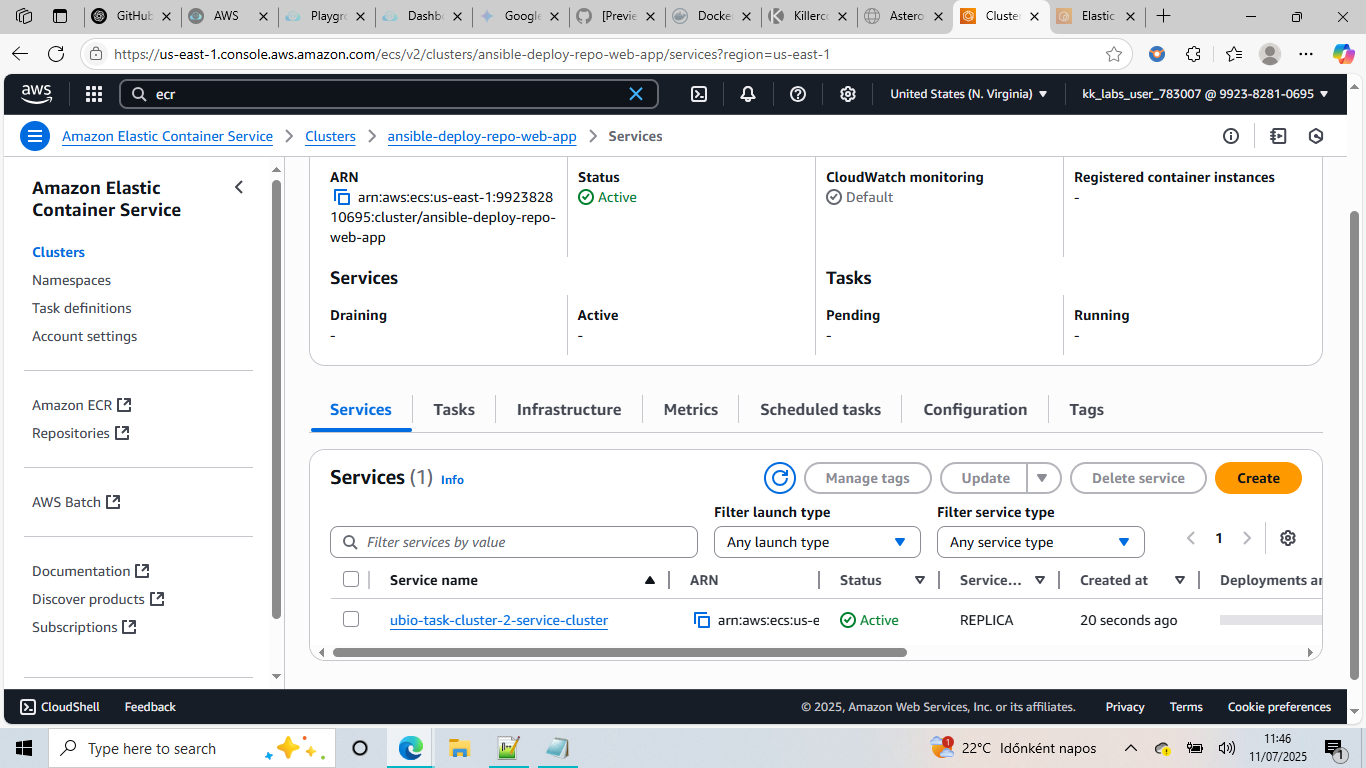 GitHub
AWS
Playgr
Dashb
Google
[Previe
Docke
Killerco
Astero
Cluste
Elastic
https://us-east-1.console.aws.amazon.com/ecs/v2/clusters/ansible-deploy-repo-web-app/services?region=us-east-1
aws
ecr
United States (N. Virginia)
kk_labs_user_783007 @ 9923-8281-0695
Amazon Elastic Container Service
Clusters
ansible-deploy-repo-web-app
Services
Amazon Elastic
Container Service
Clusters
Namespaces
Task definitions
Account settings
Amazon ECR
Repositories
AWS Batch
Documentation
Discover products
Subscriptions
ARN
arn:aws:ecs:us-east-1:9923828
10695:cluster/ansible-deploy-repo-
web-app
Status
Active
CloudWatch monitoring
Default
Registered container instances
-
Services
Tasks
Draining
-
Active
-
Pending
-
Running
-
Services
Tasks
Infrastructure
Metrics
Scheduled tasks
Configuration
Tags
Services (1) Info
Manage tags
Update
Delete service
Create
Filter services by value
Filter launch type
Any launch type
Filter service type
Any service type
1
Service name
ARN
Status
Service...
Created at
Deployments an
ubio-task-cluster-2-service-cluster
arn:aws:ecs:us-e
Active
REPLICA
20 seconds ago
CloudShell
Feedback
© 2025, Amazon Web Services, Inc. or its affiliates.
Privacy
Terms
Cookie preferences
Type here to search
1
22°C Időnként napos
11:46
11/07/2025
1